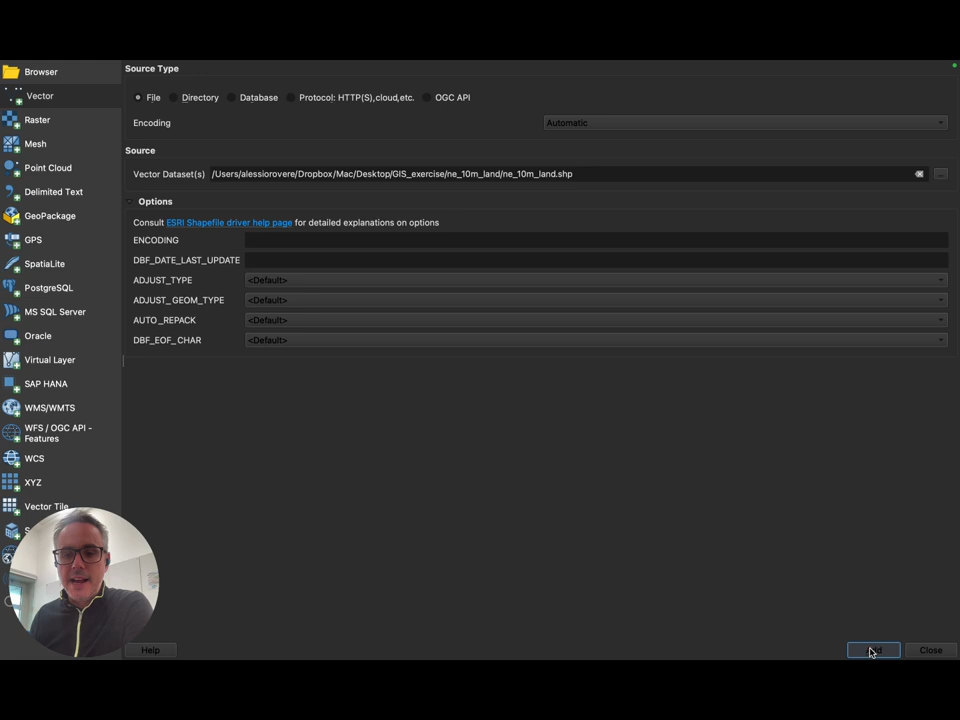 Browser
Vector
Raster
Mesh
Point Cloud
Delimited Text
GeoPackage
GPS
SpatiaLite
PostgreSQL
MS SQL Server
Oracle
Virtual Layer
SAP HANA
WMS/WMTS
WFS / OGC API -
Features
WCS
XYZ
Vector Tile
Source Type
File Directory Database Protocol: HTTP(S),cloud,etc. OGC API
Encoding Automatic
Source
Vector Dataset(s) /Users/alessiorovere/Dropbox/Mac/Desktop/GIS_exercise/ne_10m_land/ne_10m_land.shp ...
Options
Consult ESRI Shapefile driver help page for detailed explanations on options
ENCODING
DBF_DATE_LAST_UPDATE
ADJUST_TYPE <Default>
ADJUST_GEOM_TYPE <Default>
AUTO_REPACK <Default>
DBF_EOF_CHAR <Default>
Help Add Close